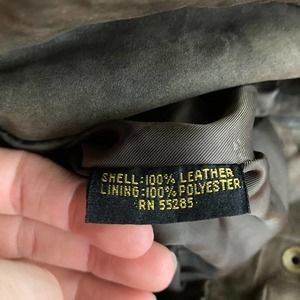 SHELL:100% LEATHER
LINING:100% POLYESTER
RN 55285